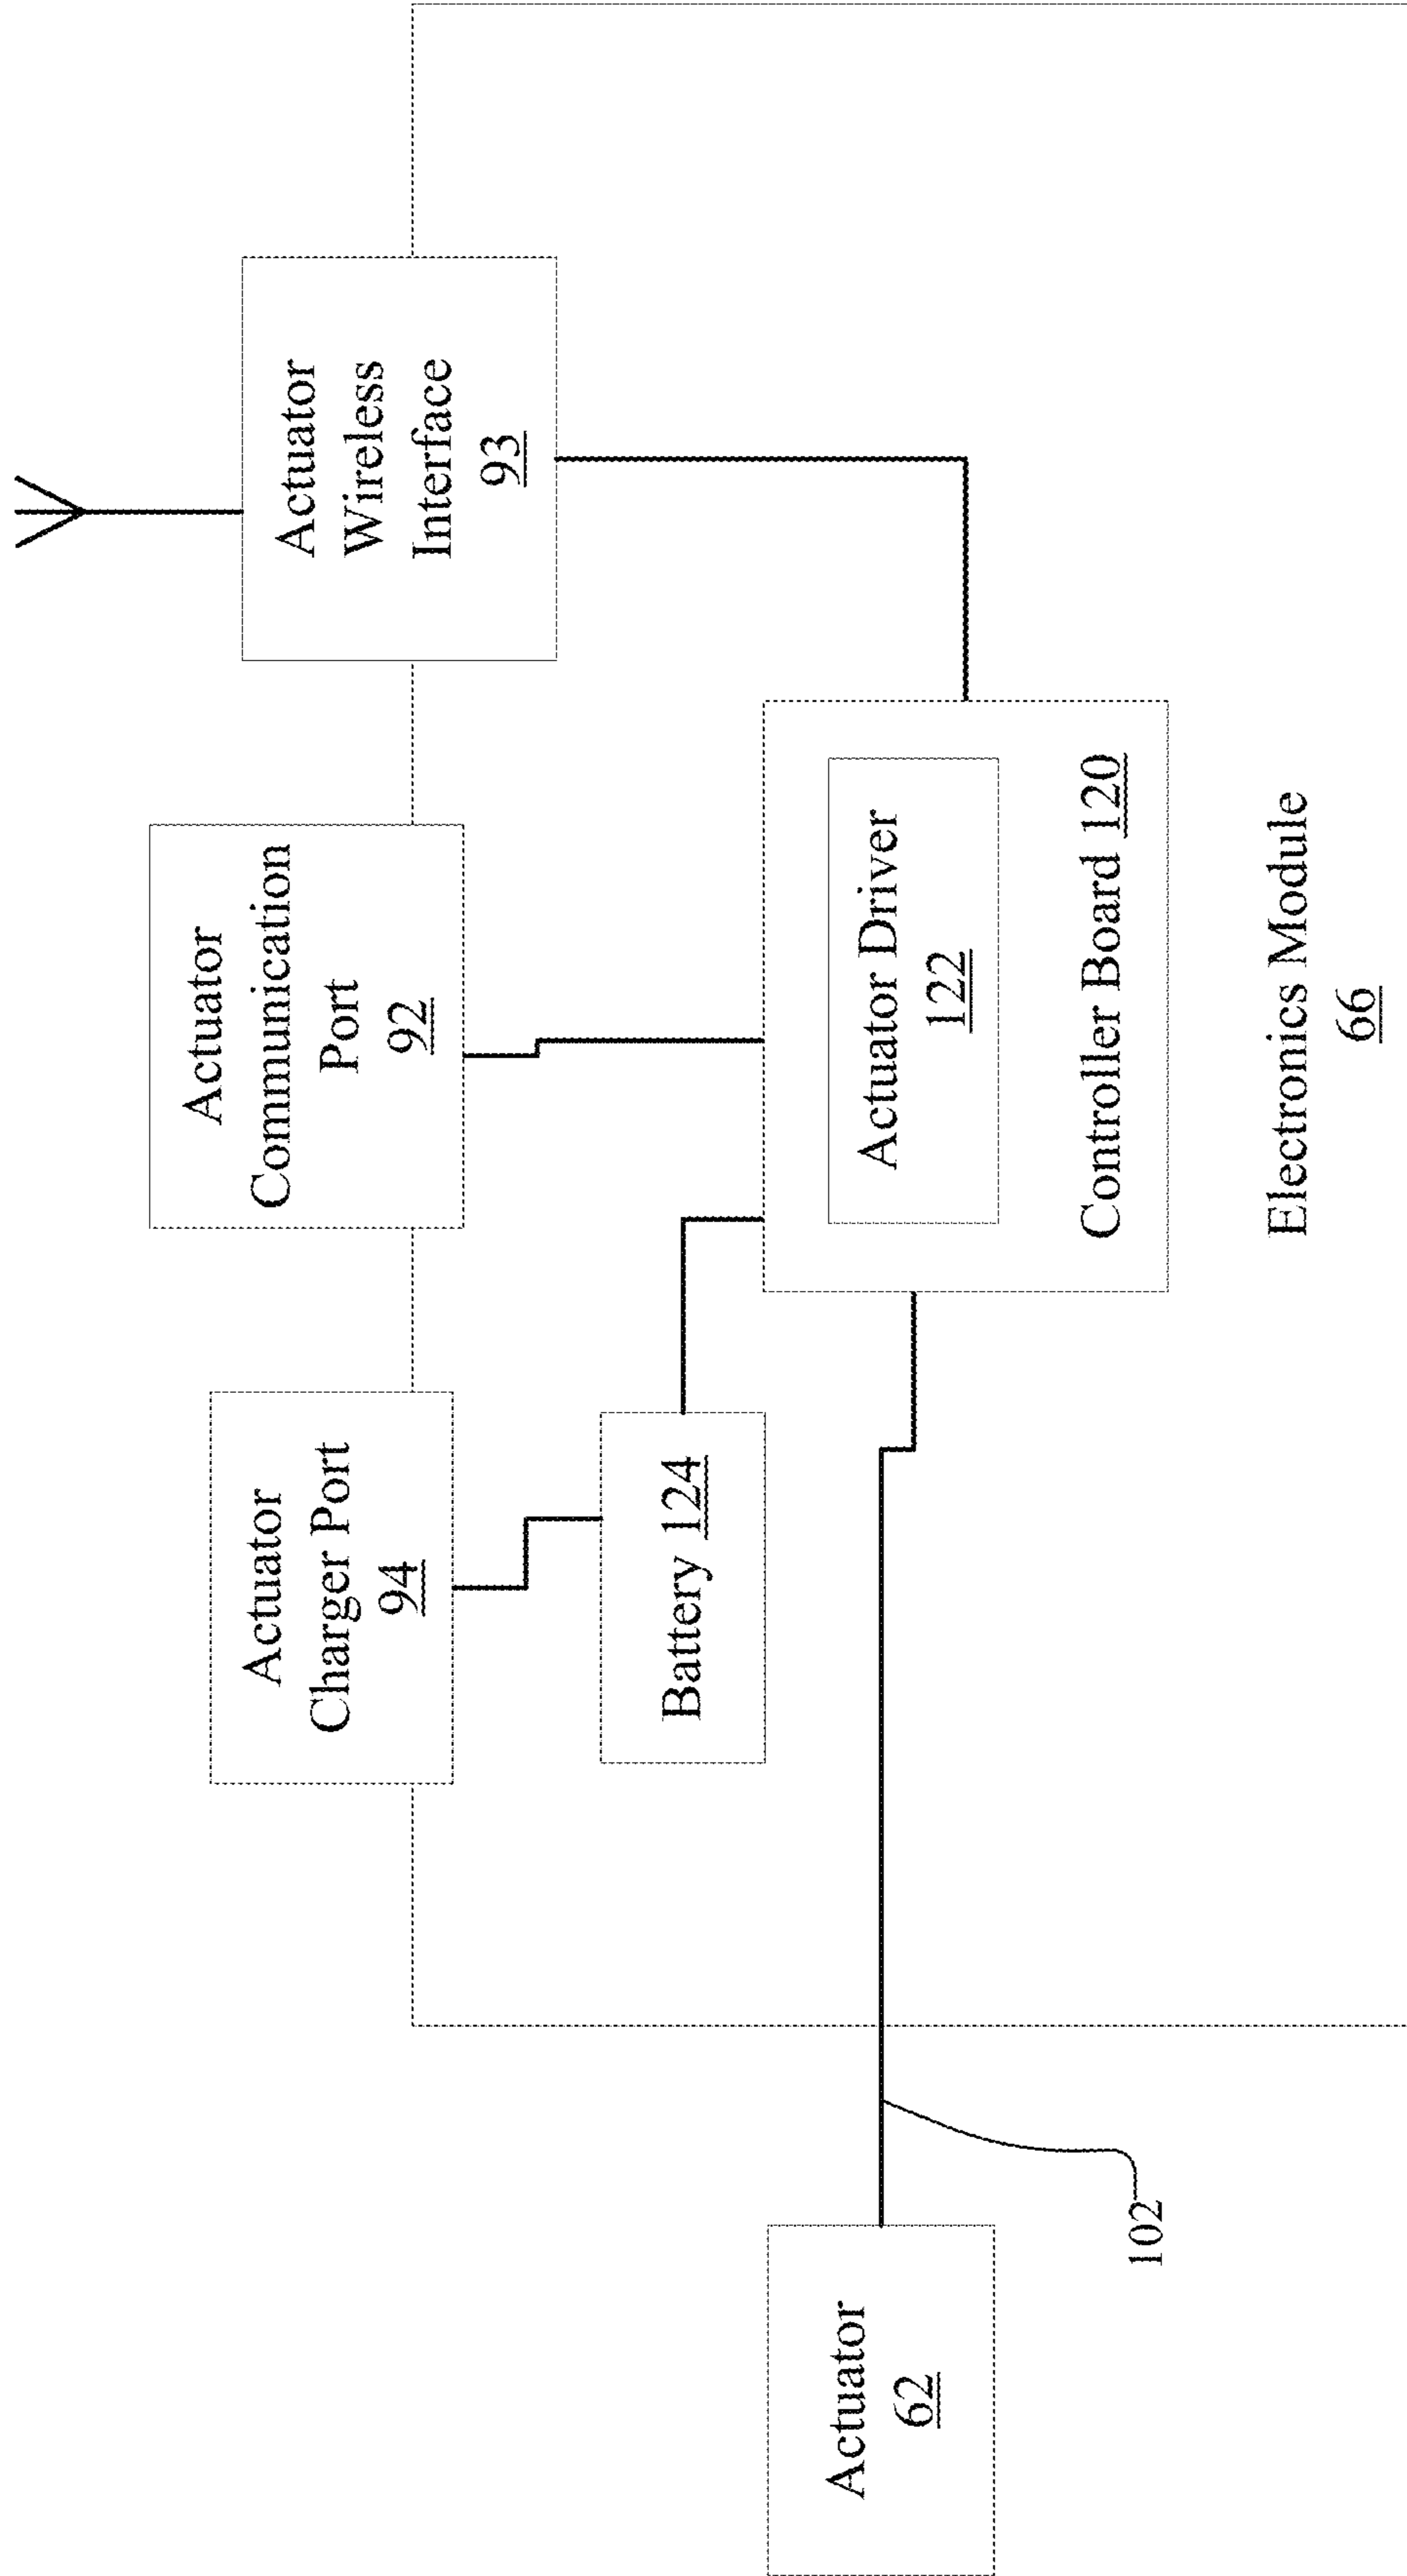 Actuator
Charger Port
94
Actuator
Communication
Port
92
Actuator
Wireless
Interface
93
Battery 124
Actuator
62
102
Actuator Driver
122
Controller Board 120
Electronics Module
66